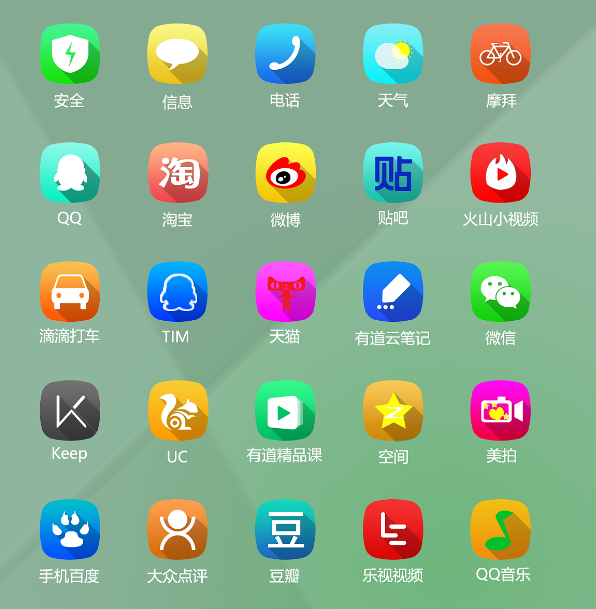 安全
信息
电话
天气
摩拜
淘
贴
QQ
淘宝
微博
贴吧
火山小视频
滴滴打车
TIM
天猫
有道云笔记
微信
Keep
UC
有道精品课
空间
美拍
豆
手机百度
大众点评
豆瓣
乐视视频
QQ音乐